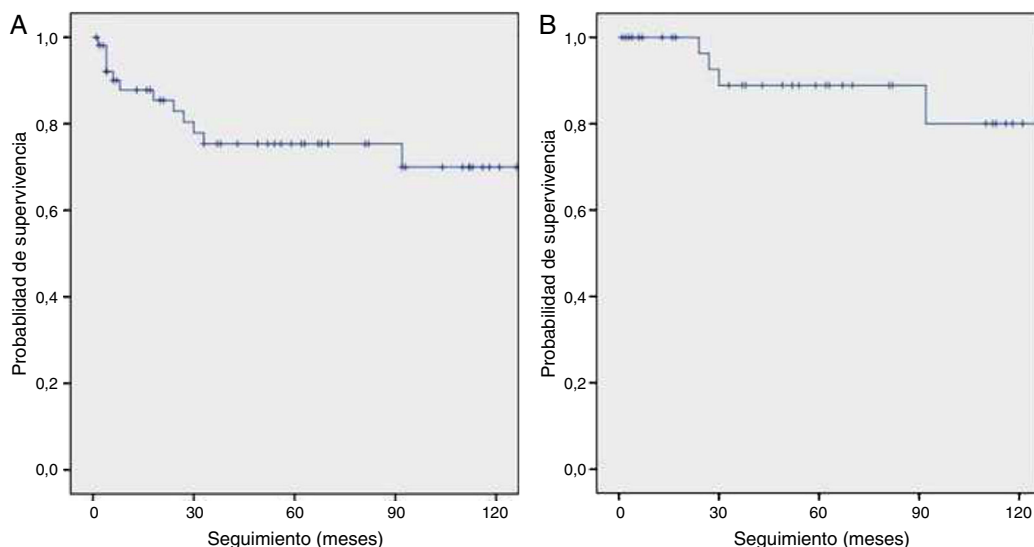 A
1,0
0,8
0,6
0,4
0,2
0,0
Probablidad de supervivencia
0 30 60 90 120
Seguimiento (meses)
B
1,0
0,8
0,6
0,4
0,2
0,0
Probabilidad de supervivencia
0 30 60 90 120
Seguimiento (meses)